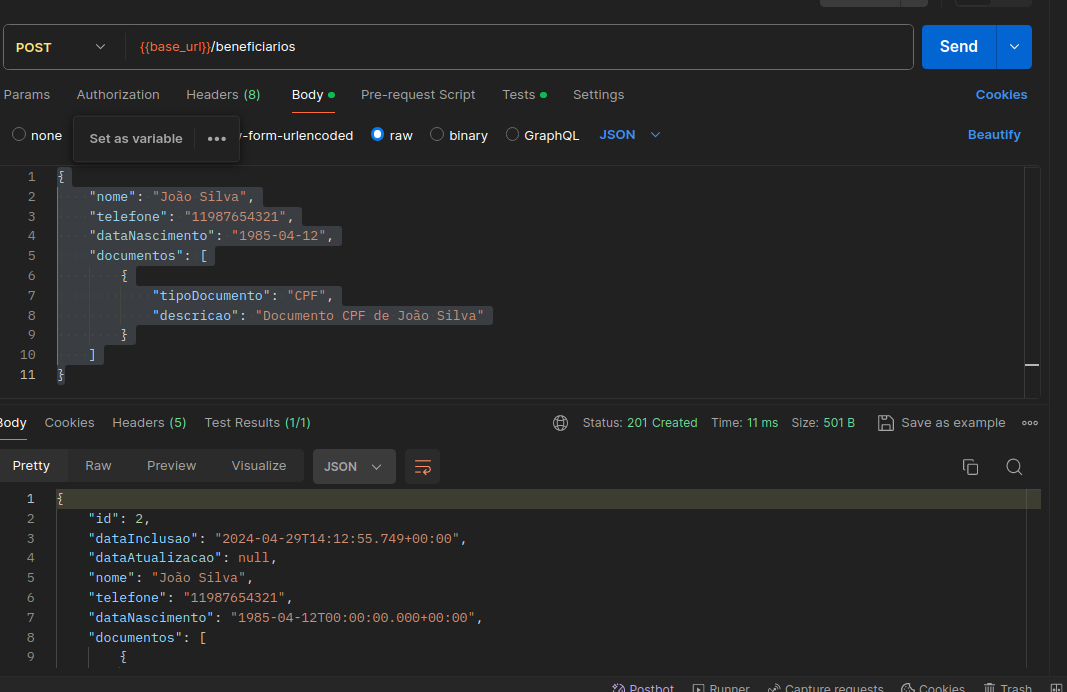 POST {{base_url}}/beneficiarios Send
Params Authorization Headers (8) Body Pre-request Script Tests Settings Cookies
none Set as variable ••• -form-urlencoded raw binary GraphQL JSON Beautify
1 {
2 "nome": "João Silva",
3 "telefone": "11987654321",
4 "dataNascimento": "1985-04-12",
5 "documentos": [
6 {
7 "tipoDocumento": "CPF",
8 "descricao": "Documento CPF de João Silva"
9 }
10 ]
11 }
Body Cookies Headers (5) Test Results (1/1) Status: 201 Created Time: 11 ms Size: 501 B Save as example
Pretty Raw Preview Visualize JSON
1 {
2 "id": 2,
3 "dataInclusao": "2024-04-29T14:12:55.749+00:00",
4 "dataAtualizacao": null,
5 "nome": "João Silva",
6 "telefone": "11987654321",
7 "dataNascimento": "1985-04-12T00:00:00.000+00:00",
8 "documentos": [
9 {
Postbot Runner Capture requests Cookies Trash